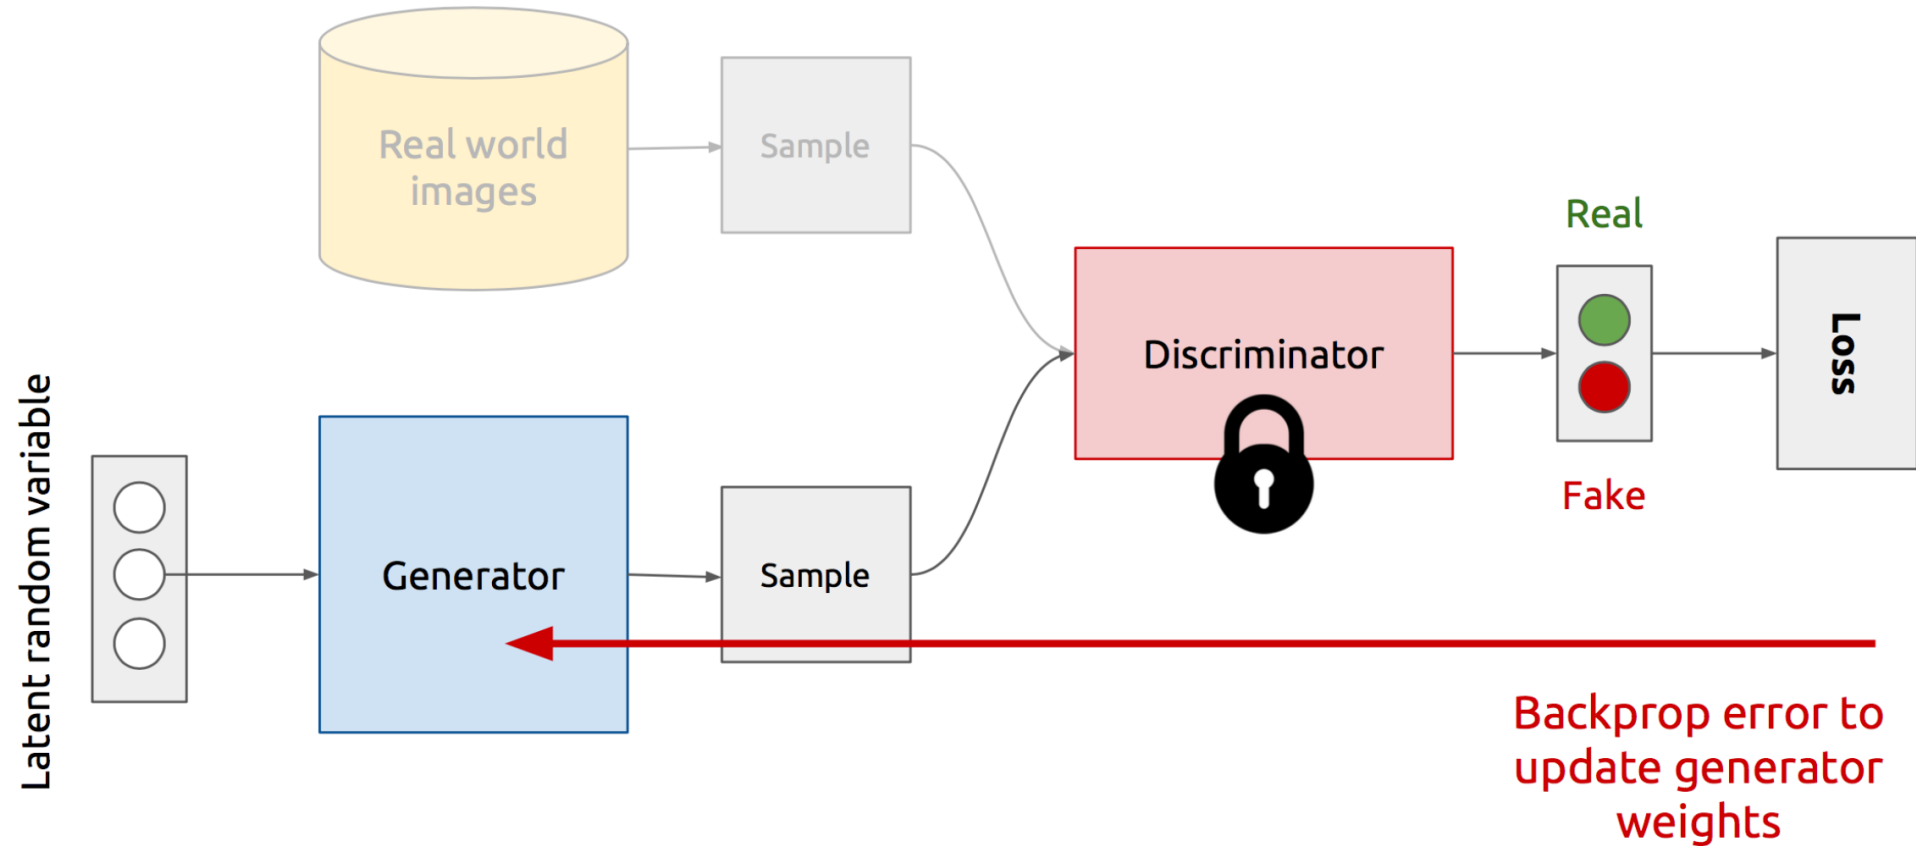 Real world
images
Sample
Real
Discriminator
Loss
Fake
Latent random variable
Generator
Sample
Backprop error to
update generator
weights